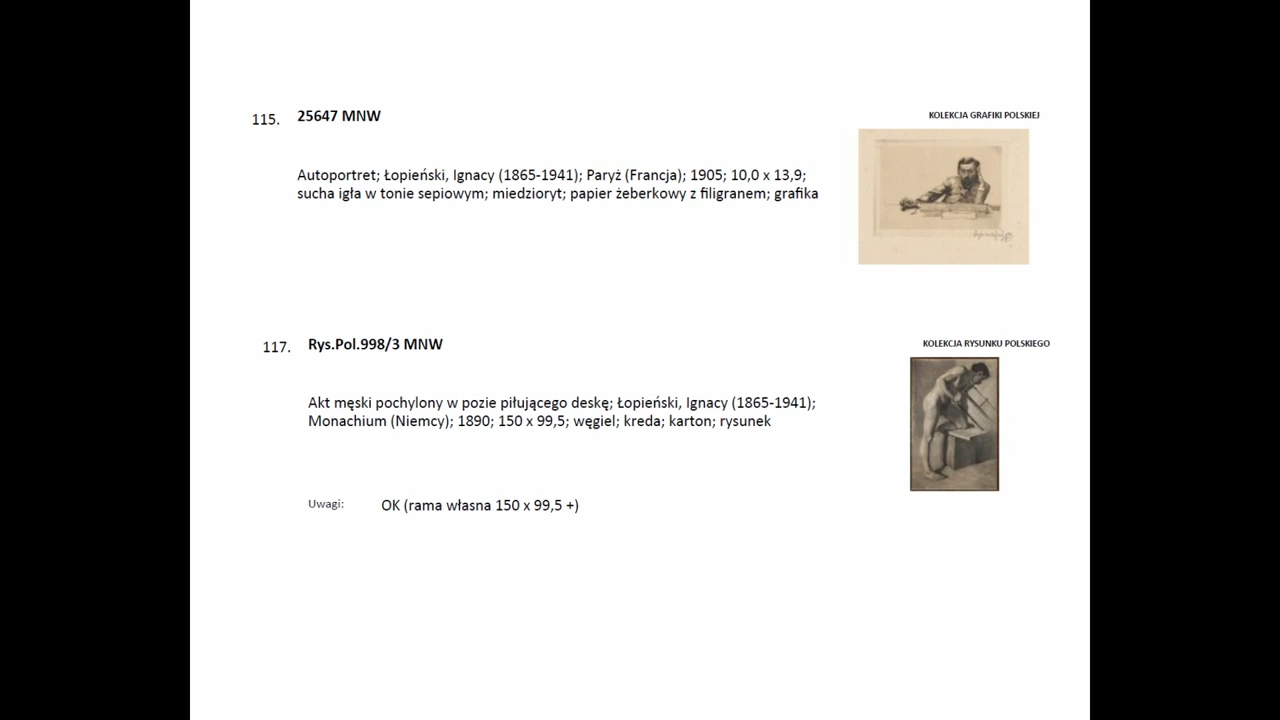 115. 25647 MNW
KOLEKCJA GRAFIKI POLSKIEJ
Autoportret; Łopieński, Ignacy (1865-1941); Paryż (Francja); 1905; 10,0 x 13,9;
sucha igła w tonie sepiowym; miedzioryt; papier żeberkowy z filigranem; grafika
117. Rys.Pol.998/3 MNW
KOLEKCJA RYSUNKU POLSKIEGO
Akt męski pochylony w pozie piłującego deskę; Łopieński, Ignacy (1865-1941);
Monachium (Niemcy); 1890; 150 x 99,5; węgiel; kreda; karton; rysunek
Uwagi: OK (rama własna 150 x 99,5 +)